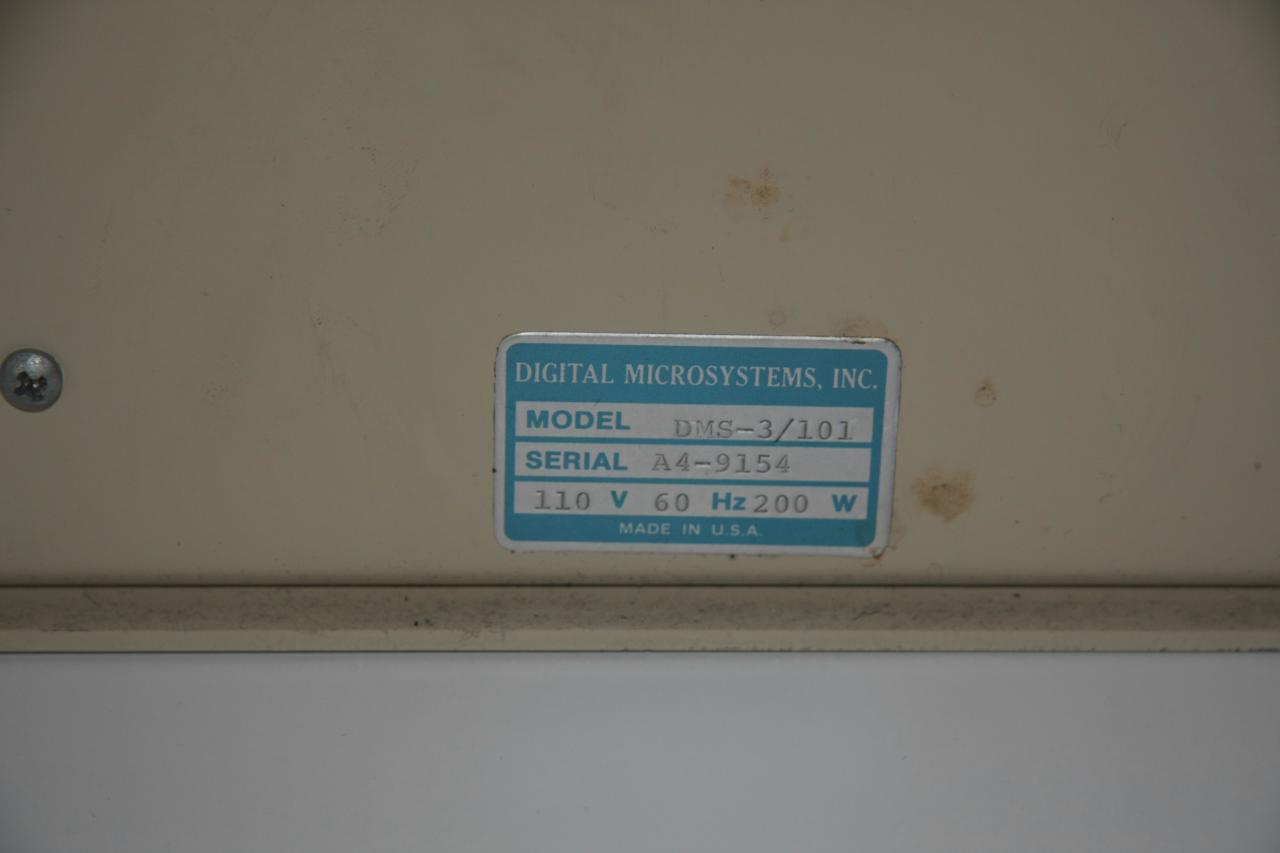 DIGITAL MICROSYSTEMS, INC.
MODEL DMS-3/101
SERIAL A4-9154
110 V 60 Hz 200 W
MADE IN U.S.A.